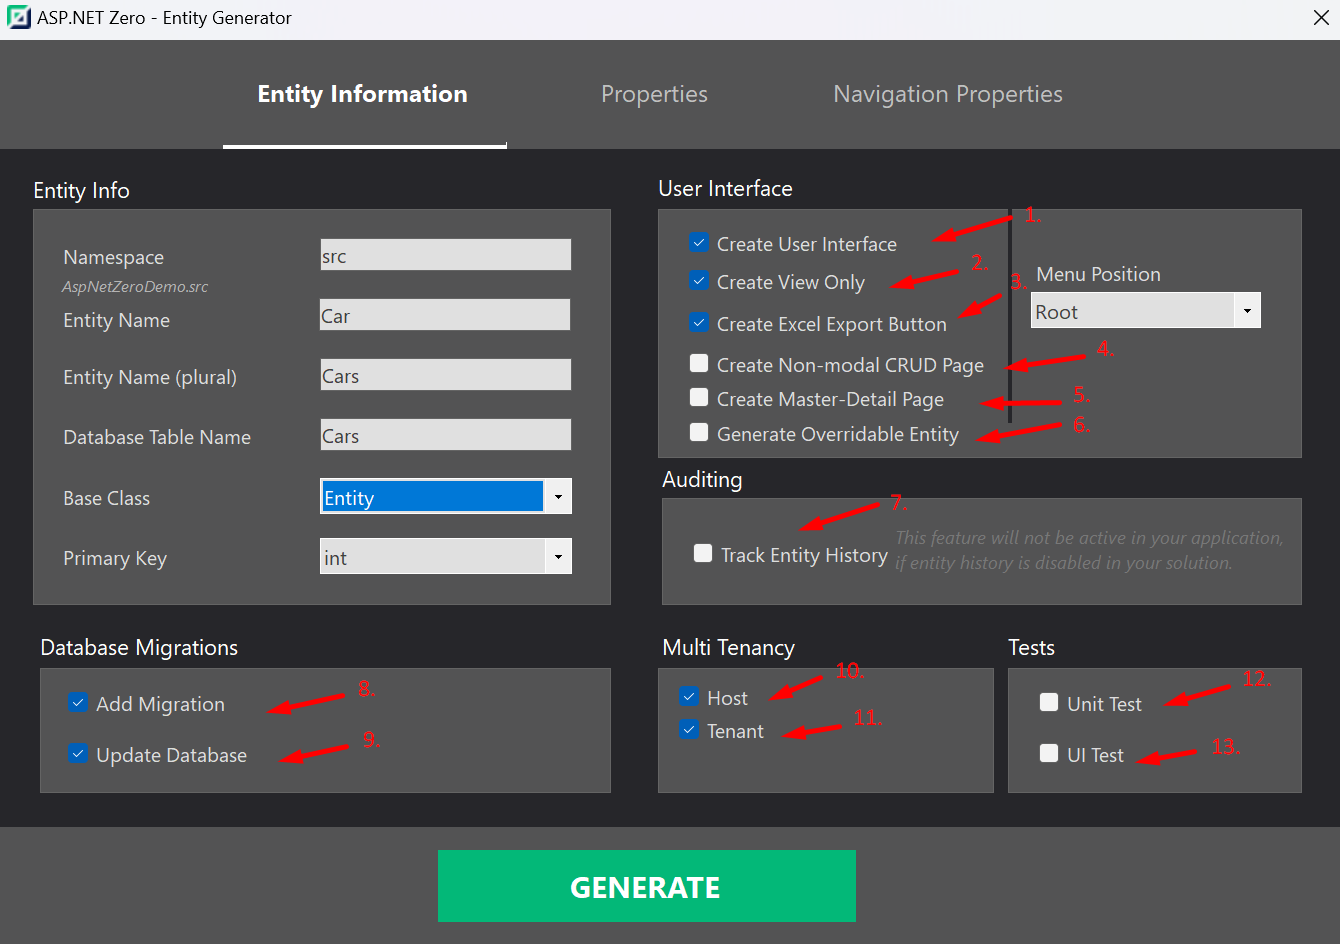 ASP.NET Zero - Entity Generator
Entity Information
Properties
Navigation Properties
Entity Info
Namespace
src
AspNetZeroDemo.src
Entity Name
Car
Entity Name (plural)
Cars
Database Table Name
Cars
Base Class
Entity
Primary Key
int
User Interface
Create User Interface
1.
Create View Only
2.
Create Excel Export Button
3.
Create Non-modal CRUD Page
4.
Create Master-Detail Page
5.
Generate Overridable Entity
6.
Menu Position
Root
Auditing
7.
Track Entity History
This feature will not be active in your application,
if entity history is disabled in your solution.
Database Migrations
Add Migration
8.
Update Database
9.
Multi Tenancy
Host
10.
Tenant
11.
Tests
Unit Test
12.
UI Test
13.
GENERATE